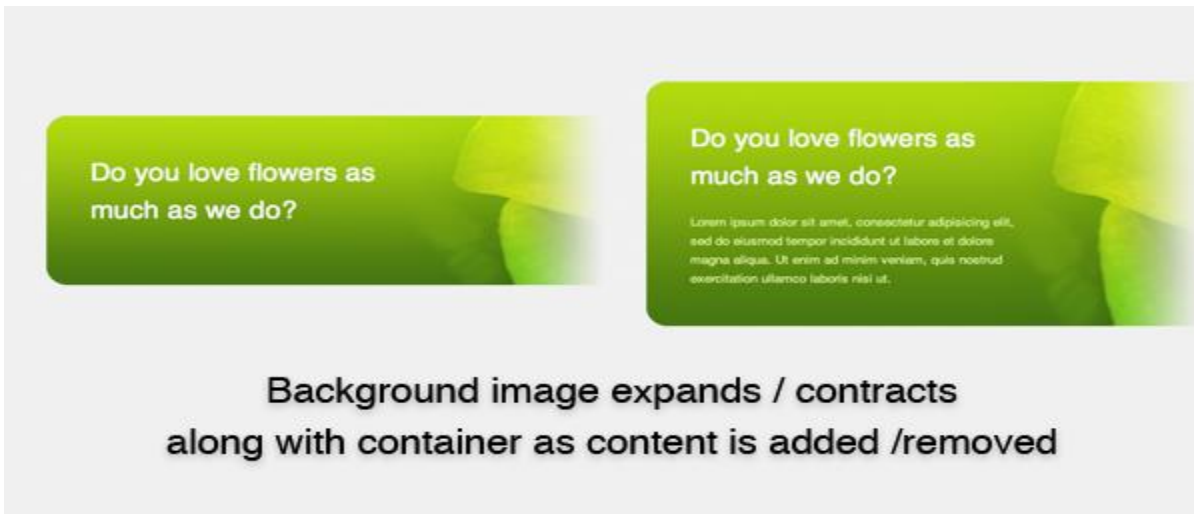 Do you love flowers as
much as we do?
Do you love flowers as
much as we do?
Lorem ipsum dolor sit amet, consectetur adipisicing elit,
sed do eiusmod tempor incididunt ut labore et dolore
magna aliqua. Ut enim ad minim veniam, quis nostrud
exercitation ullamco laboris nisi ut.
Background image expands / contracts
along with container as content is added /removed